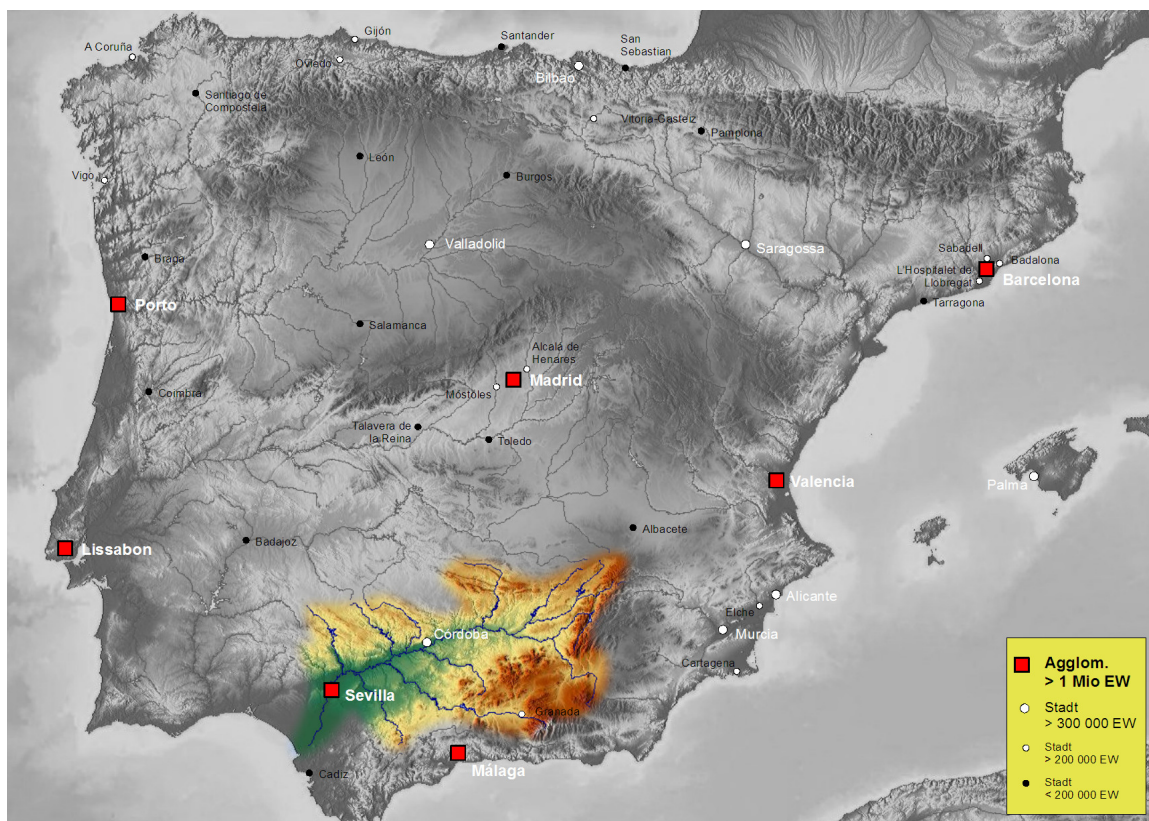 Gijón
A Coruña
Santander
San
Sebastian
Oviedo
Bilbao
Santiago de
Compostela
Vitoria-Gasteiz
Pamplona
León
Vigo
Burgos
Valladolid
Saragossa
Sabadell
Badalona
Braga
L'Hospitalet de
Llobregat
Barcelona
Tarragona
Porto
Salamanca
Alcalá de
Henares
Madrid
Móstoles
Coimbra
Talavera de
la Reina
Toledo
Valencia
Palma
Albacete
Badajoz
Lissabon
Alicante
Elche
Murcia
Cordoba
Cartagena
Sevilla
Granada
Málaga
Cadiz
Agglom.
> 1 Mio EW
Stadt
> 300 000 EW
Stadt
> 200 000 EW
Stadt
< 200 000 EW